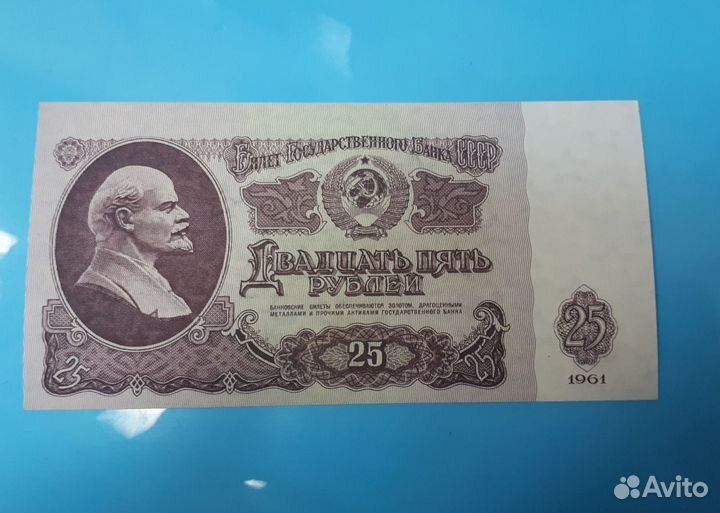 Билет Государственного Банка СССР
Двадцать пять
рублей
БАНКОВСКИЕ БИЛЕТЫ ОБЕСПЕЧИВАЮТСЯ ЗОЛОТОМ, ДРАГОЦЕННЫМИ
МЕТАЛЛАМИ И ПРОЧИМИ АКТИВАМИ ГОСУДАРСТВЕННОГО БАНКА
25
25
25
25
1961
Avito